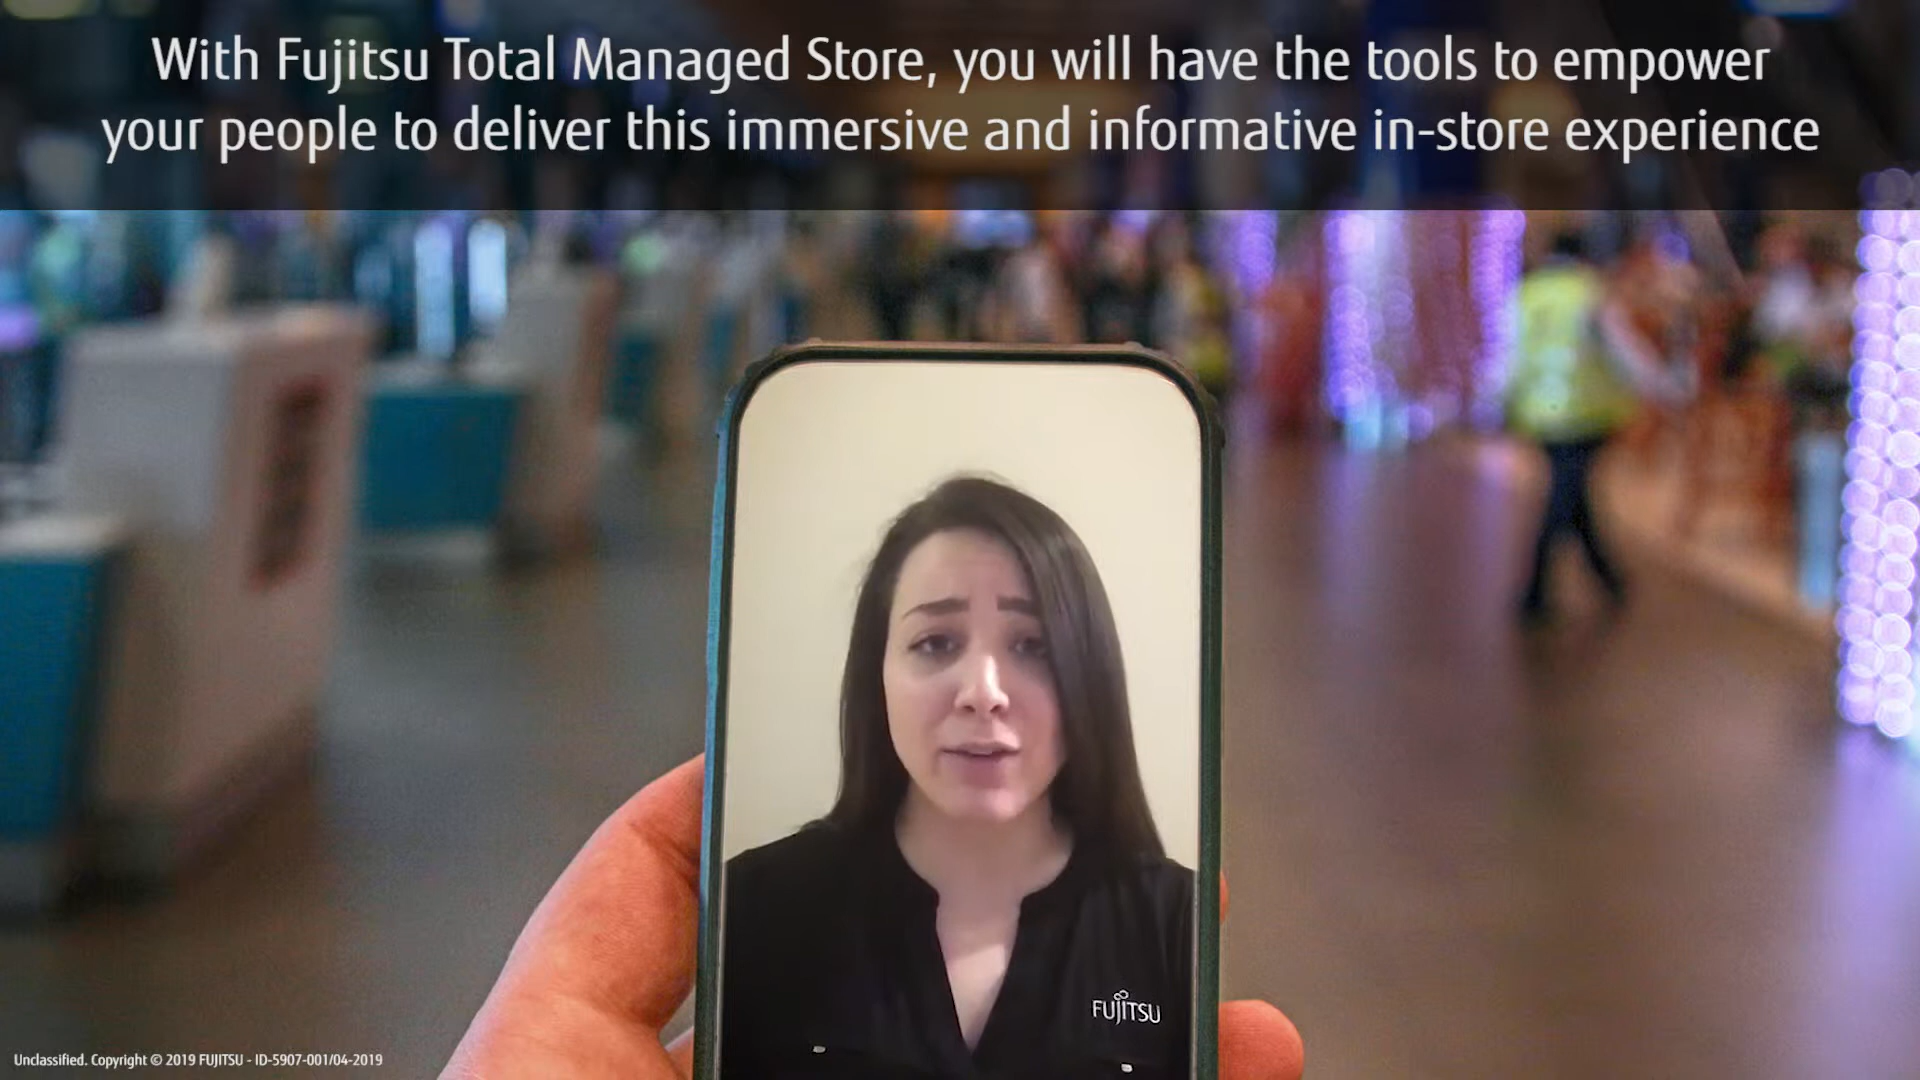 With Fujitsu Total Managed Store, you will have the tools to empower
your people to deliver this immersive and informative in-store experience
FUJITSU
Unclassified. Copyright © 2019 FUJITSU - ID-5907-001/04-2019